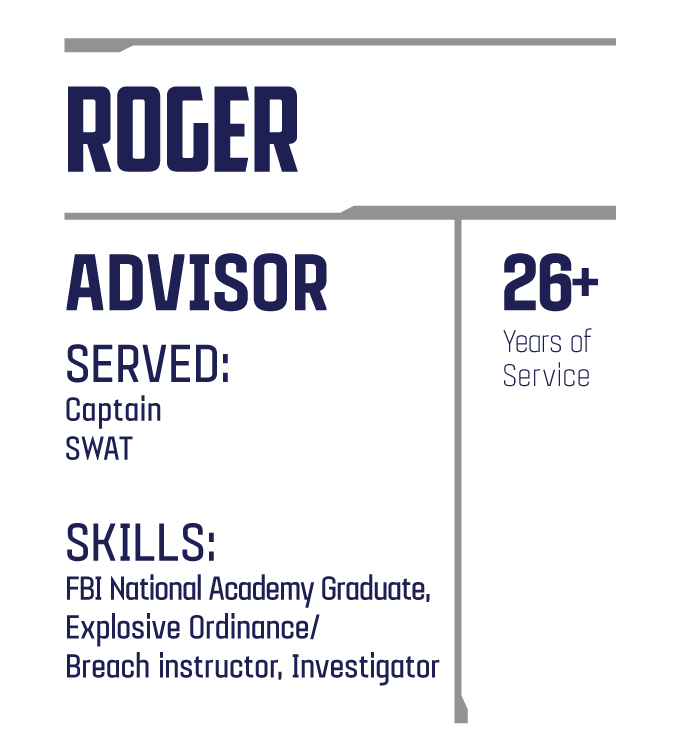 ROGER
ADVISOR
SERVED:
Captain
SWAT
SKILLS:
FBI National Academy Graduate,
Explosive Ordinance/
Breach instructor, Investigator
26+
Years of
Service